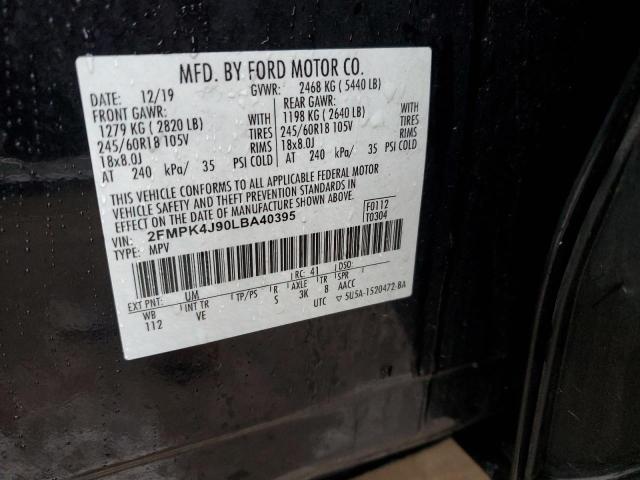 MFD. BY FORD MOTOR CO.
DATE: 12/19 GVWR: 2468 KG ( 5440 LB)
FRONT GAWR: REAR GAWR:
1279 KG ( 2820 LB) WITH 1198 KG ( 2640 LB) WITH
245/60R18 105V TIRES 245/60R18 105V TIRES
18x8.0J RIMS 18x8.0J RIMS
AT 240 kPa/ 35 PSI COLD AT 240 kPa/ 35 PSI COLD
THIS VEHICLE CONFORMS TO ALL APPLICABLE FEDERAL MOTOR
VEHICLE SAFETY AND THEFT PREVENTION STANDARDS IN
EFFECT ON THE DATE OF MANUFACTURE SHOWN ABOVE.
VIN: 2FMPK4J90LBA40395 F0112
TYPE: MPV T0304
EXT PNT: UM RC: 41 DSO:
WB INT TR TP/PS R AXLE TR SPR
112 VE S 3K 8 AACC
UTC ▽ 5U5A-1520472-BA